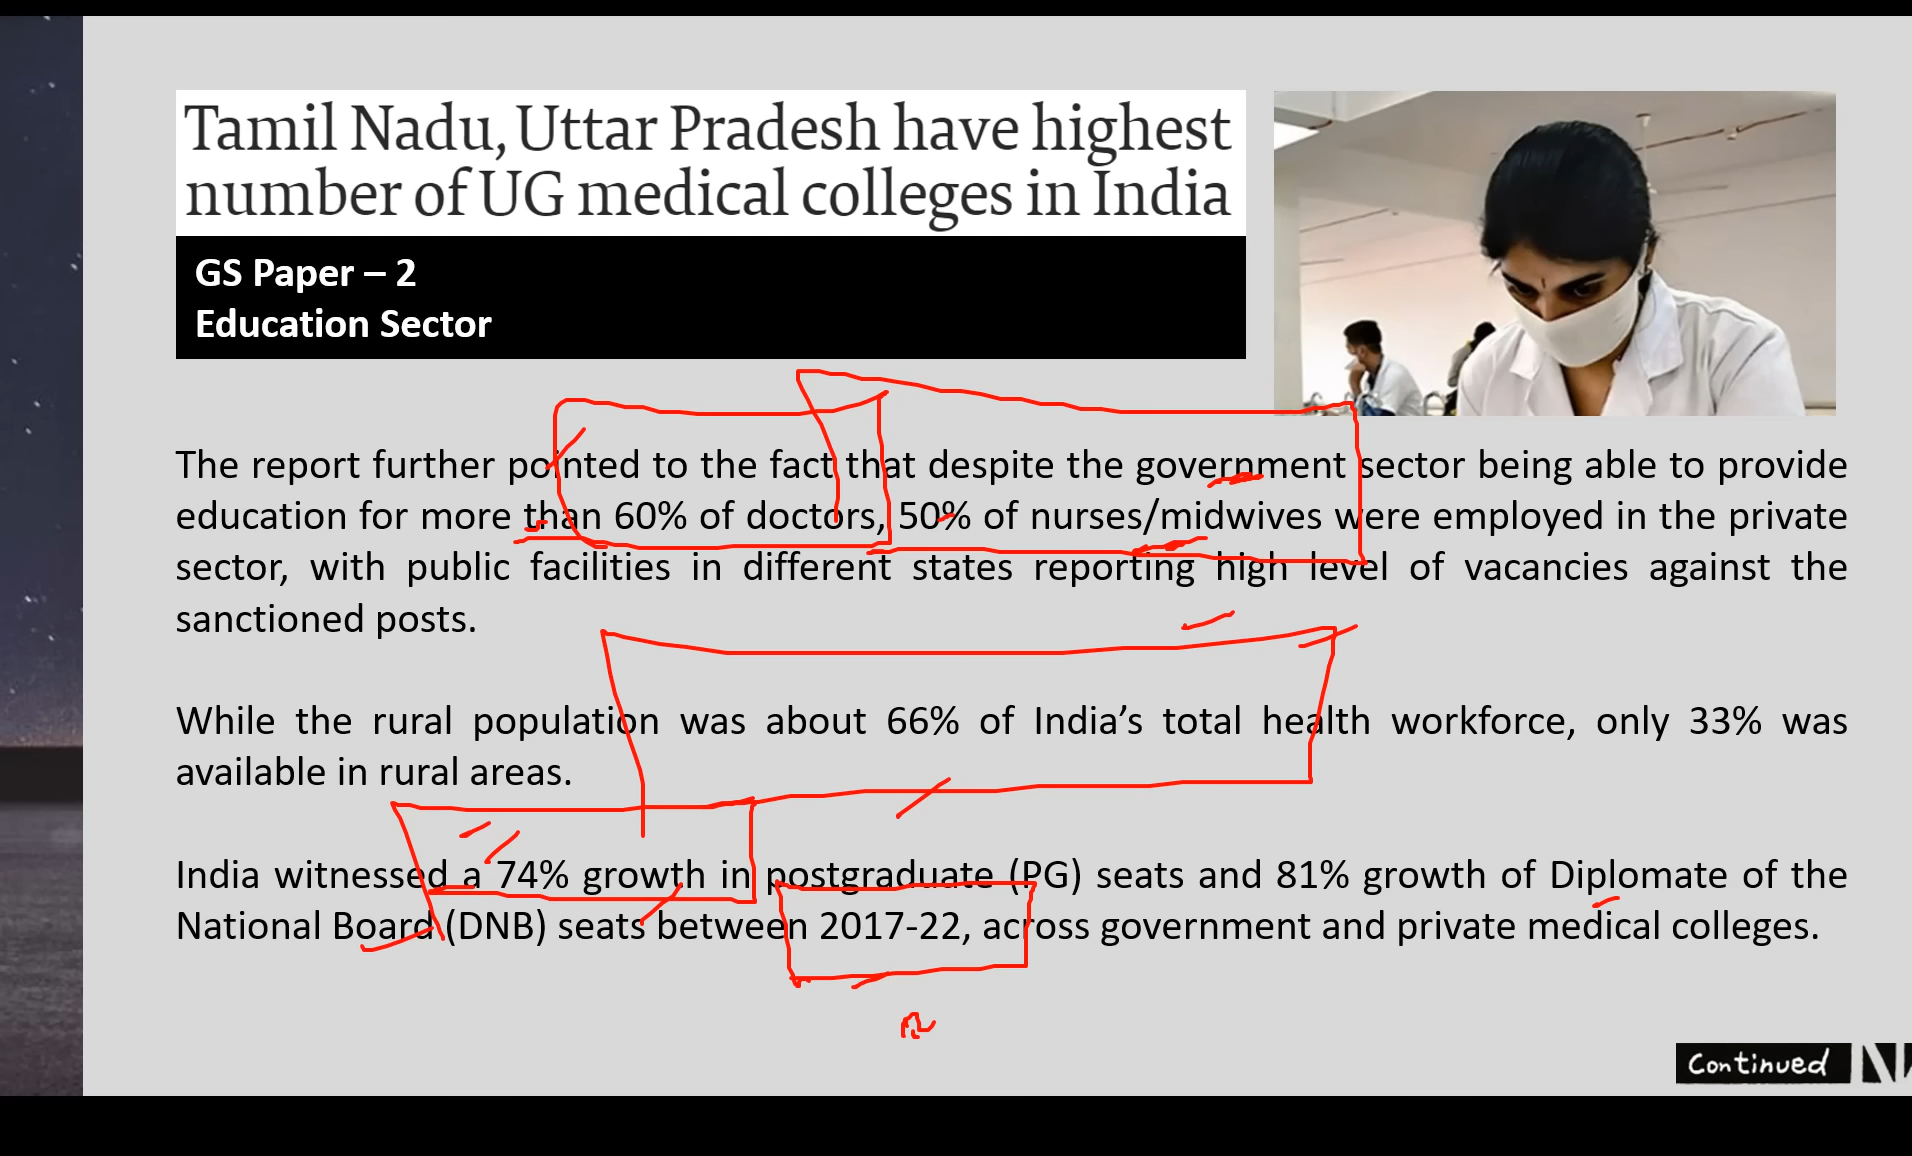 Tamil Nadu, Uttar Pradesh have highest
number of UG medical colleges in India
GS Paper – 2
Education Sector
The report further pointed to the fact that despite the government sector being able to provide
education for more than 60% of doctors, 50% of nurses/midwives were employed in the private
sector, with public facilities in different states reporting high level of vacancies against the
sanctioned posts.
While the rural population was about 66% of India’s total health workforce, only 33% was
available in rural areas.
India witnessed a 74% growth in postgraduate (PG) seats and 81% growth of Diplomate of the
National Board (DNB) seats between 2017-22, across government and private medical colleges.
Continued